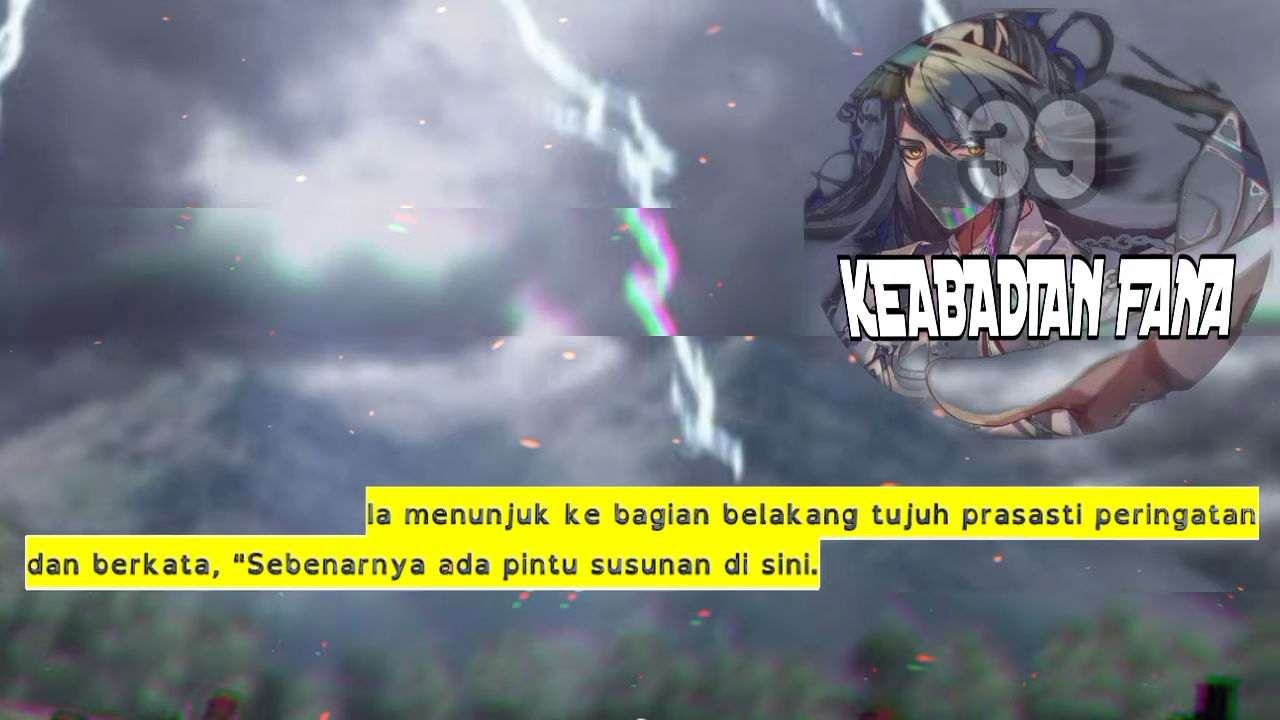 39
KEABADIAN FANA
Ia menunjuk ke bagian belakang tujuh prasasti peringatan
dan berkata, "Sebenarnya ada pintu susunan di sini.